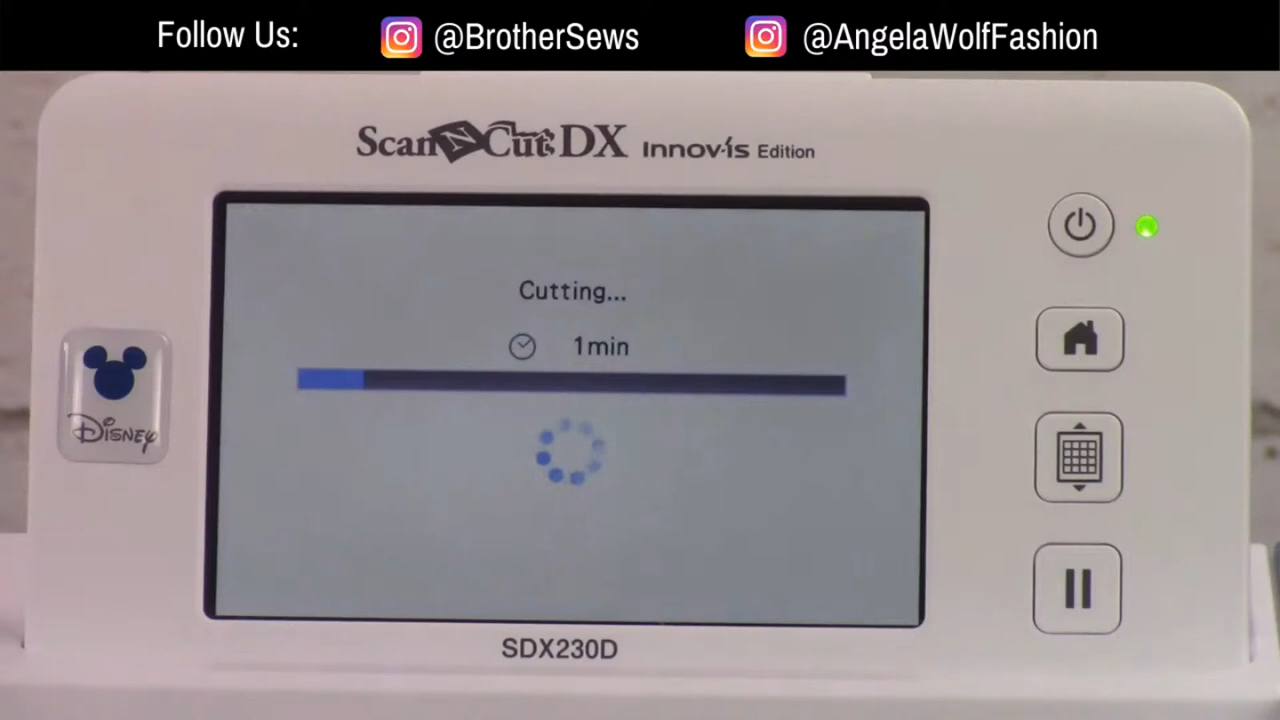 Follow Us: @BrotherSews @AngelaWolfFashion
ScanNCut DX Innov-ís Edition
Cutting...
1min
Disney
SDX230D